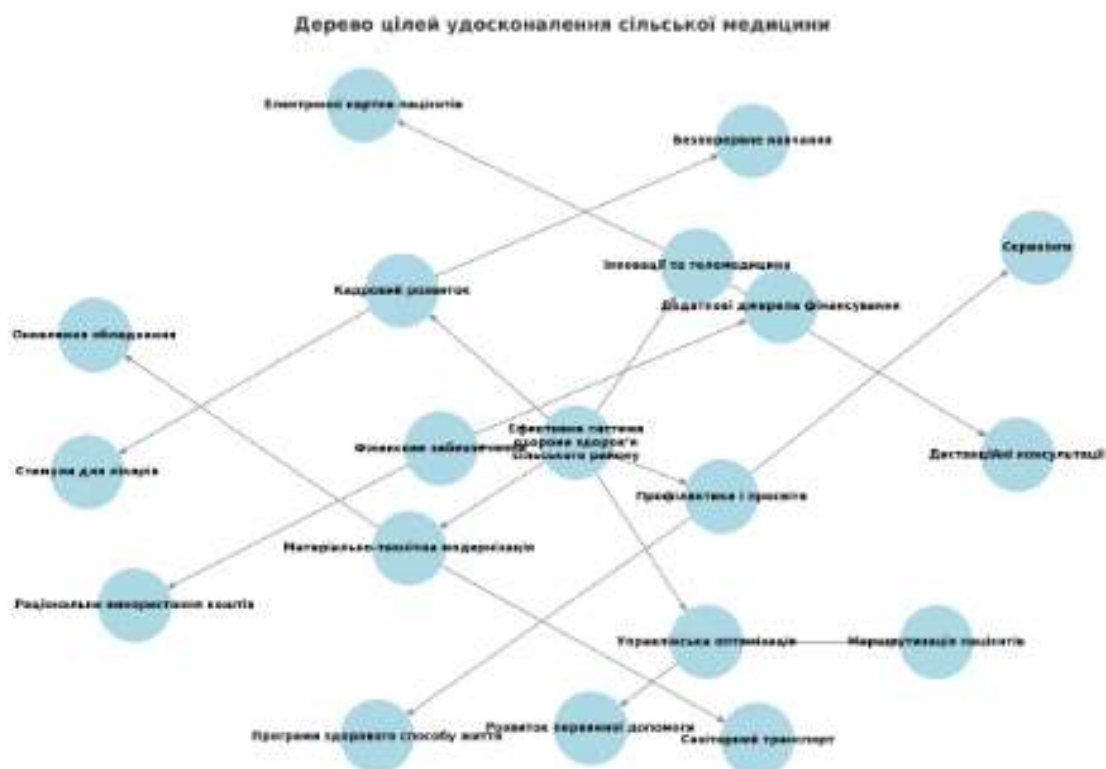 Дерево цілей удосконалення сільської медицини
Електронні картки пацієнтів
Безперервне навчання
Скринінги
Інновації та телемедицина
Кадровий розвиток
Додаткові джерела фінансування
Оновлення обладнання
Ефективна система
охорони здоров'я
сільського району
Фінансове забезпечення
Дистанційні консультації
Стимули для лікарів
Профілактика і просвіта
Матеріально-технічна модернізація
Раціональне використання коштів
Управлінська оптимізація
Маршрутизація пацієнтів
Розвиток первинної допомоги
Програми здорового способу життя
Санітарний транспорт